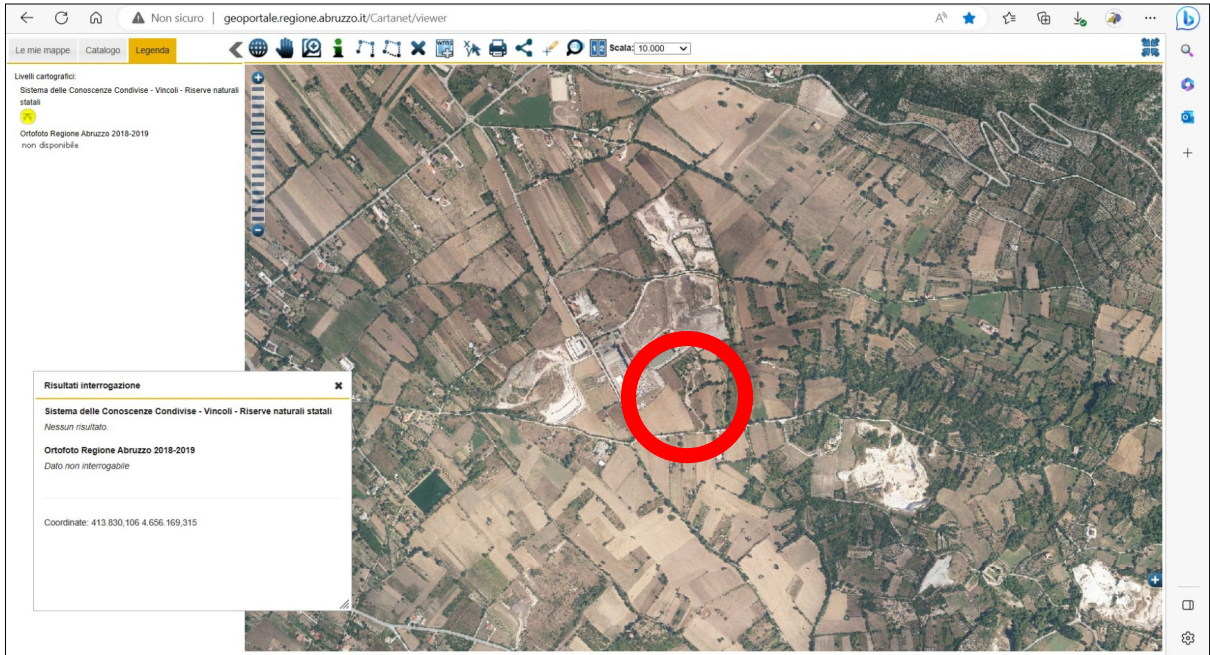 Non sicuro | geoportale.regione.abruzzo.it/Cartanet/viewer
Le mie mappe Catalogo Legenda
WMS
Scala: 10.000
Livelli cartografici:
Sistema delle Conoscenze Condivise - Vincoli - Riserve naturali
statali
Ortofoto Regione Abruzzo 2018-2019
non disponibile
Risultati interrogazione
Sistema delle Conoscenze Condivise - Vincoli - Riserve naturali statali
Nessun risultato.
Ortofoto Regione Abruzzo 2018-2019
Dato non interrogabile
Coordinate: 413.830,106 4.656.169,315